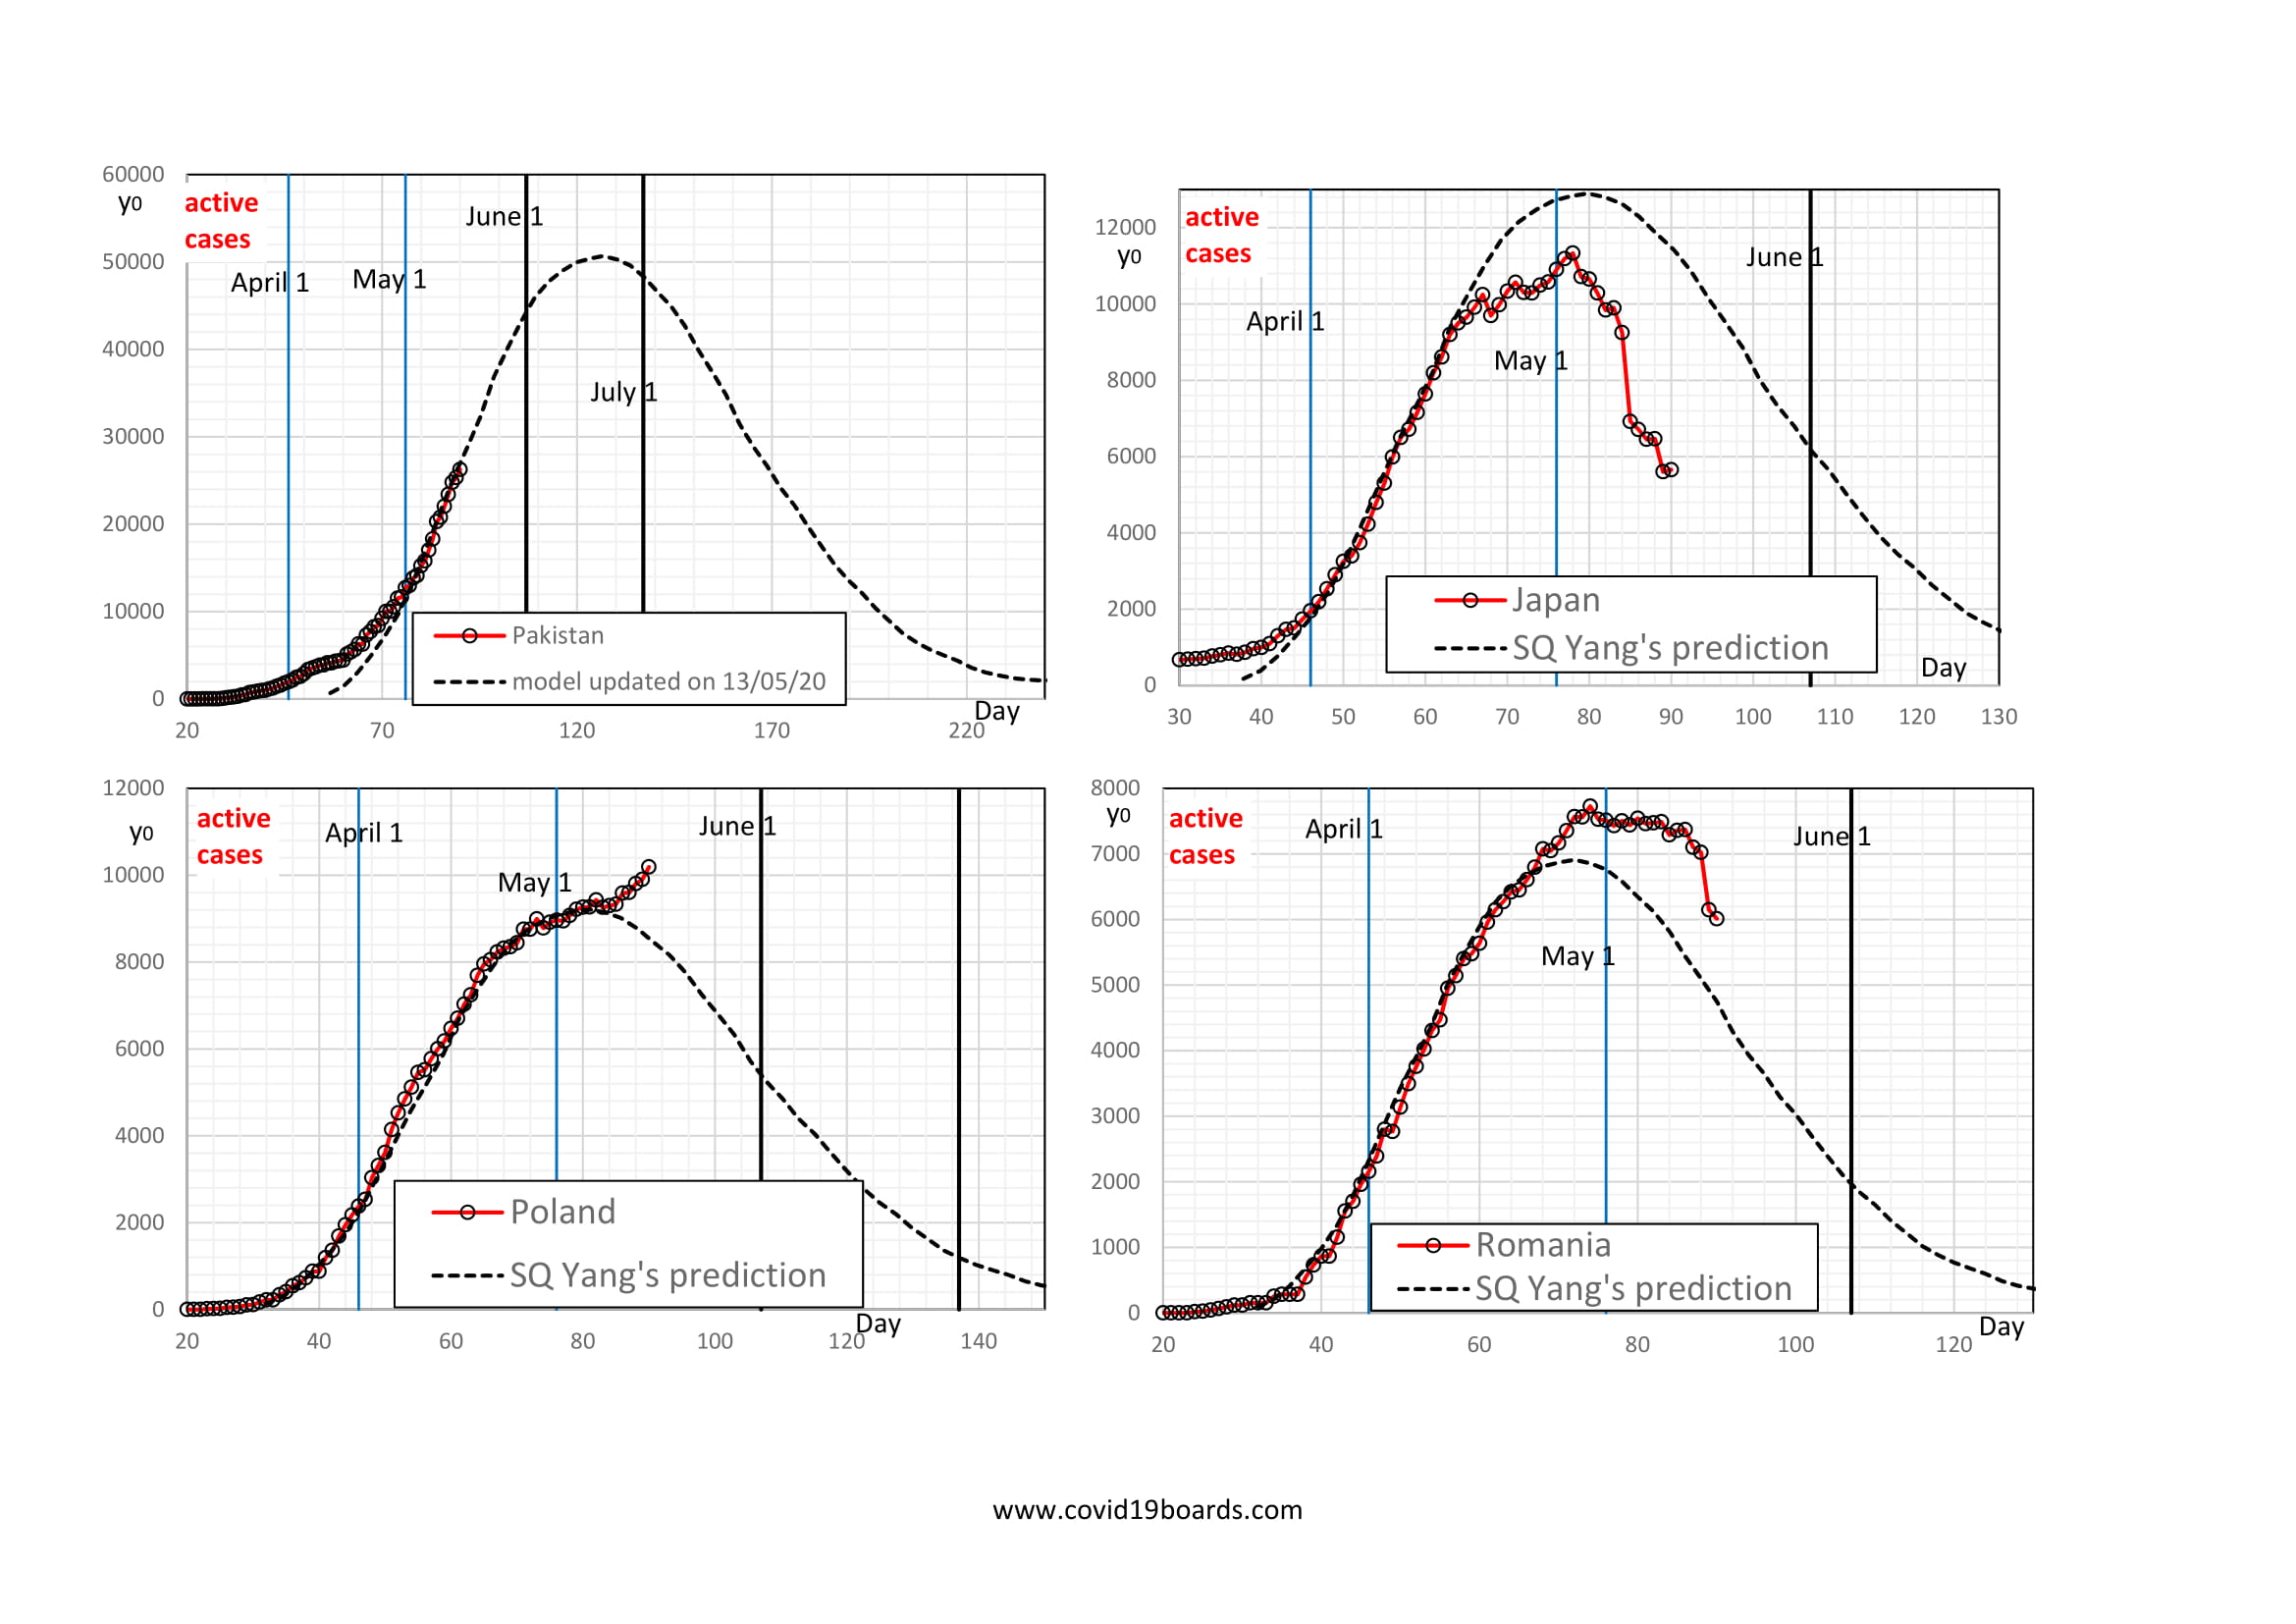 60000
y0
active
cases
50000
40000
30000
20000
10000
0
April 1
May 1
June 1
July 1
Pakistan
model updated on 13/05/20
Day
20 70 120 170 220
active
cases
12000
y0
10000
8000
6000
4000
2000
0
April 1
May 1
June 1
Japan
SQ Yang's prediction
Day
30 40 50 60 70 80 90 100 110 120 130
12000
y0
active
cases
10000
8000
6000
4000
2000
0
April 1
May 1
June 1
Poland
SQ Yang's prediction
Day
20 40 60 80 100 120 140
8000
y0
active
cases
7000
6000
5000
4000
3000
2000
1000
0
April 1
May 1
June 1
Romania
SQ Yang's prediction
Day
20 40 60 80 100 120
www.covid19boards.com